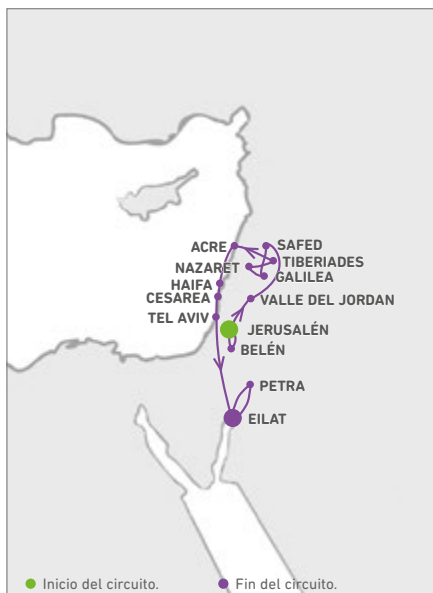 ACRE
SAFED
TIBERIADES
NAZARET
GALILEA
HAIFA
CESAREA
VALLE DEL JORDAN
TEL AVIV
JERUSALÉN
BELÉN
PETRA
EILAT
Inicio del circuito.
Fin del circuito.